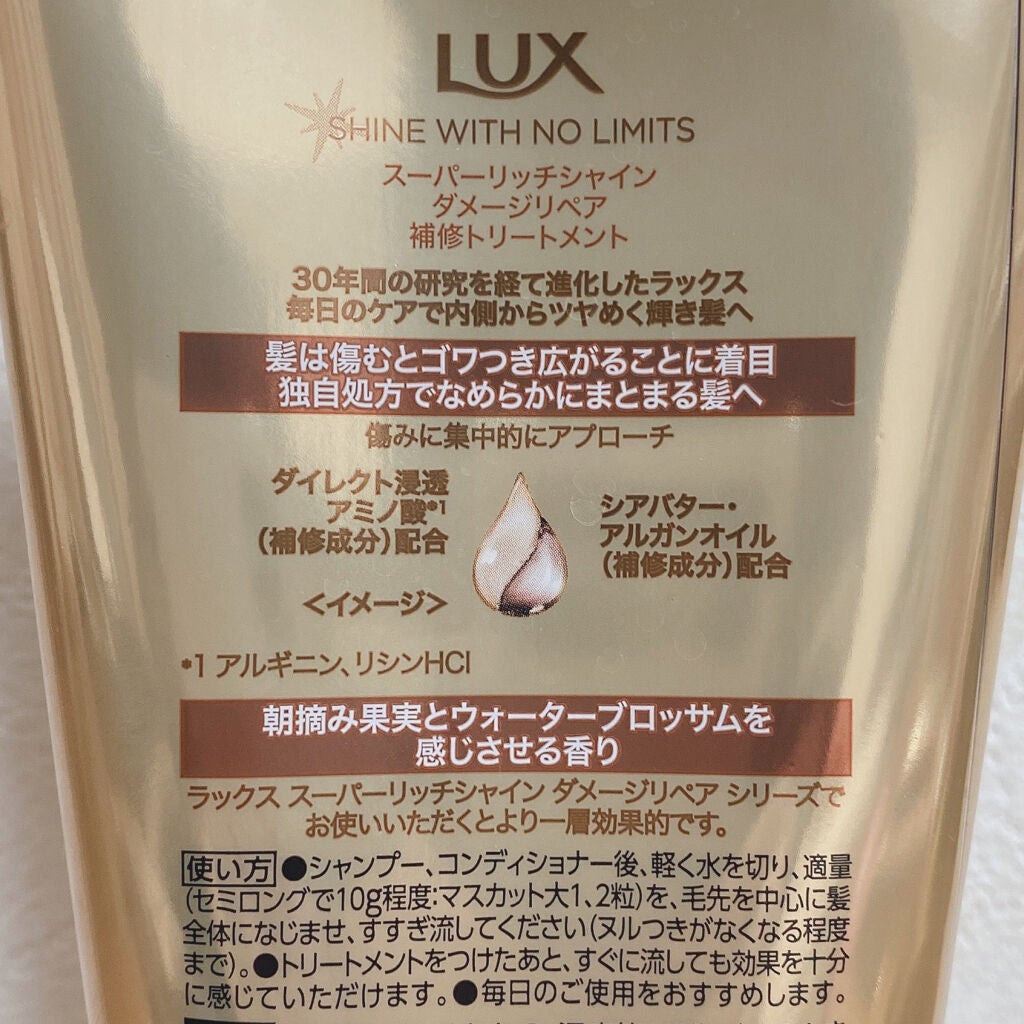 LUX
SHINE WITH NO LIMITS
スーパーリッチシャイン
ダメージリペア
補修トリートメント
30年間の研究を経て進化したラックス
毎日のケアで内側からツヤめく輝き髪へ
髪は傷むとゴワつき広がることに着目
独自処方でなめらかにまとまる髪へ
傷みに集中的にアプローチ
ダイレクト浸透
アミノ酸*1
(補修成分)配合
<イメージ>
シアバター・
アルガンオイル
(補修成分)配合
*1 アルギニン、リシンHCl
朝摘み果実とウォーターブロッサムを
感じさせる香り
ラックス スーパーリッチシャイン ダメージリペア シリーズで
お使いいただくとより一層効果的です。
使い方 ●シャンプー、コンディショナー後、軽く水を切り、適量
(セミロングで10g程度:マスカット大1、2粒)を、毛先を中心に髪
全体になじませ、すすぎ流してください(ヌルつきがなくなる程度
まで)。●トリートメントをつけたあと、すぐに流しても効果を十分
に感じていただけます。●毎日のご使用をおすすめします。